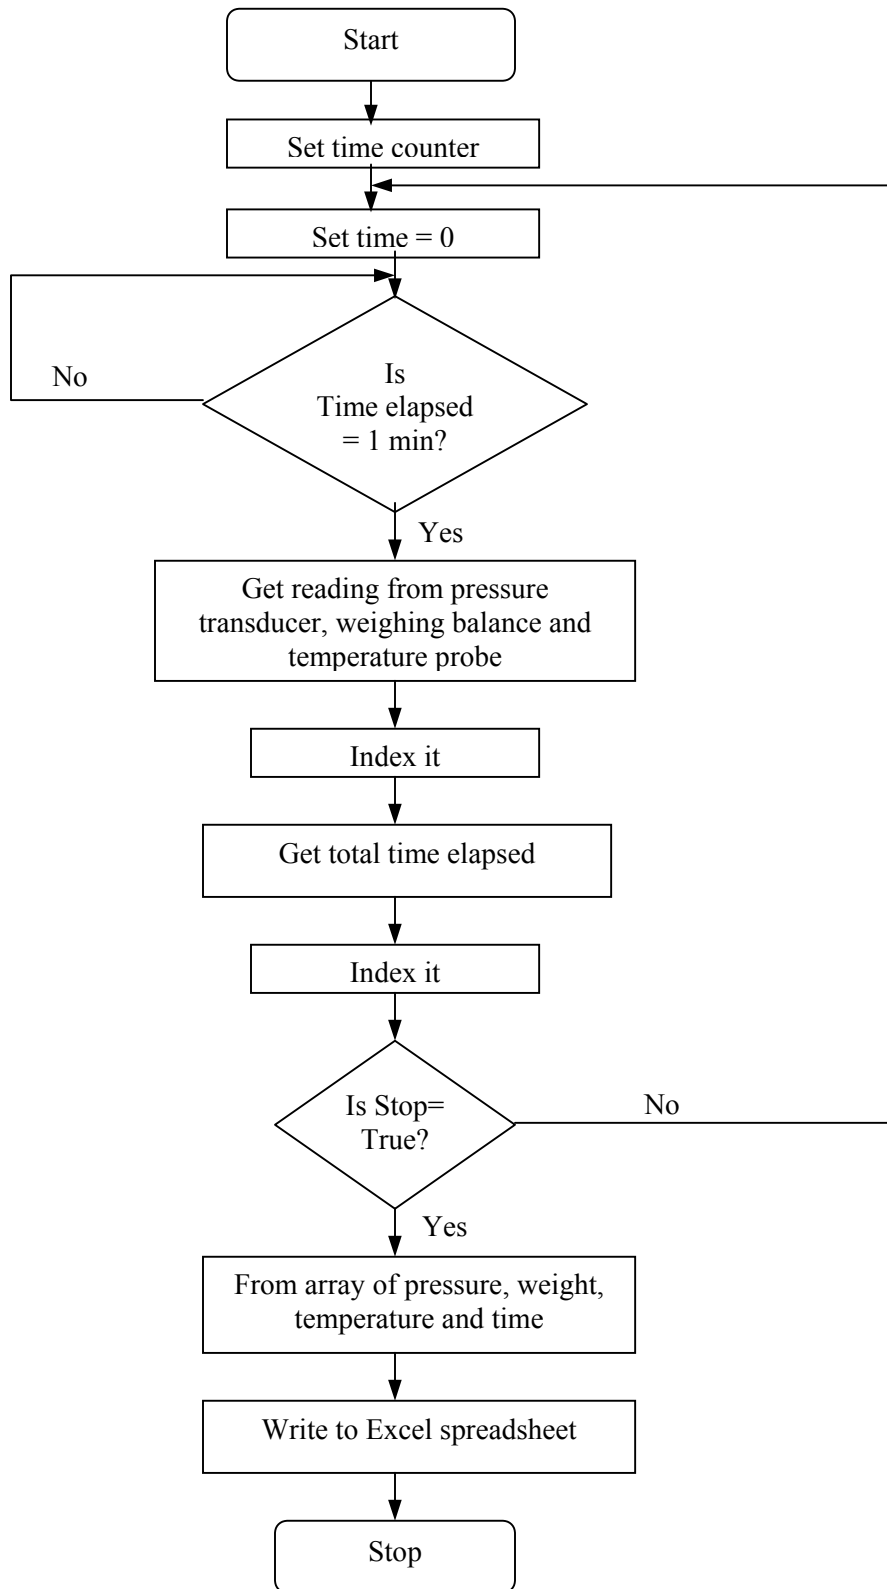 Start
Set time counter
Set time = 0
No
Is
Time elapsed
= 1 min?
Yes
Get reading from pressure
transducer, weighing balance and
temperature probe
Index it
Get total time elapsed
Index it
Is Stop=
True?
No
Yes
From array of pressure, weight,
temperature and time
Write to Excel spreadsheet
Stop